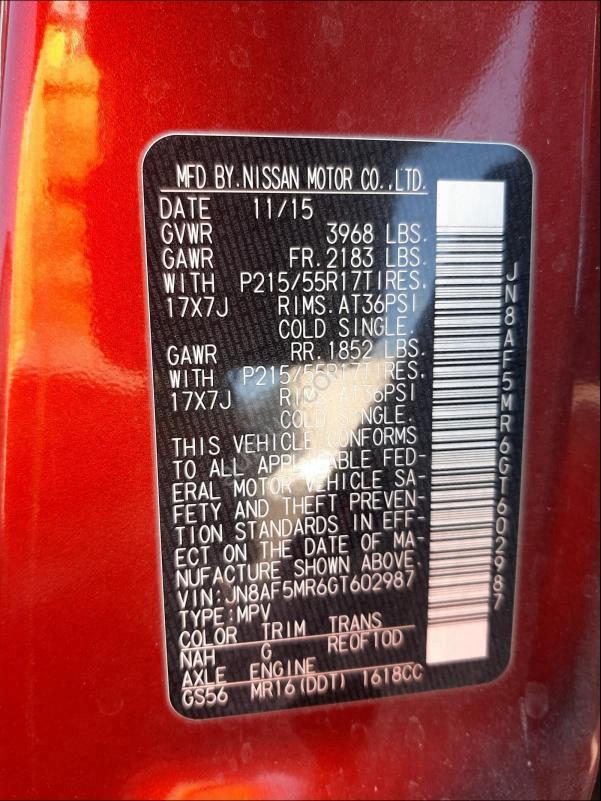 MFD BY.NISSAN MOTOR CO.,LTD.
DATE 11/15
GVWR 3968 LBS.
GAWR FR.2183 LBS.
WITH P215/55R17TIRES.
17X7J RIMS.AT36PSI
COLD SINGLE.
GAWR RR.1852 LBS.
WITH P215/55R17TIRES.
17X7J RIMS.AT36PSI
COLD SINGLE.
THIS VEHICLE CONFORMS
TO ALL APPLICABLE FED-
ERAL MOTOR VEHICLE SA-
FETY AND THEFT PREVEN-
TION STANDARDS IN EFF-
ECT ON THE DATE OF MA-
NUFACTURE SHOWN ABOVE.
VIN:JN8AF5MR6GT602987
TYPE:MPV
COLOR TRIM TRANS
NAH G RE0F10D
AXLE ENGINE
GS56 MR16(DDT) 1618CC
JN8AF5MR6GT602987